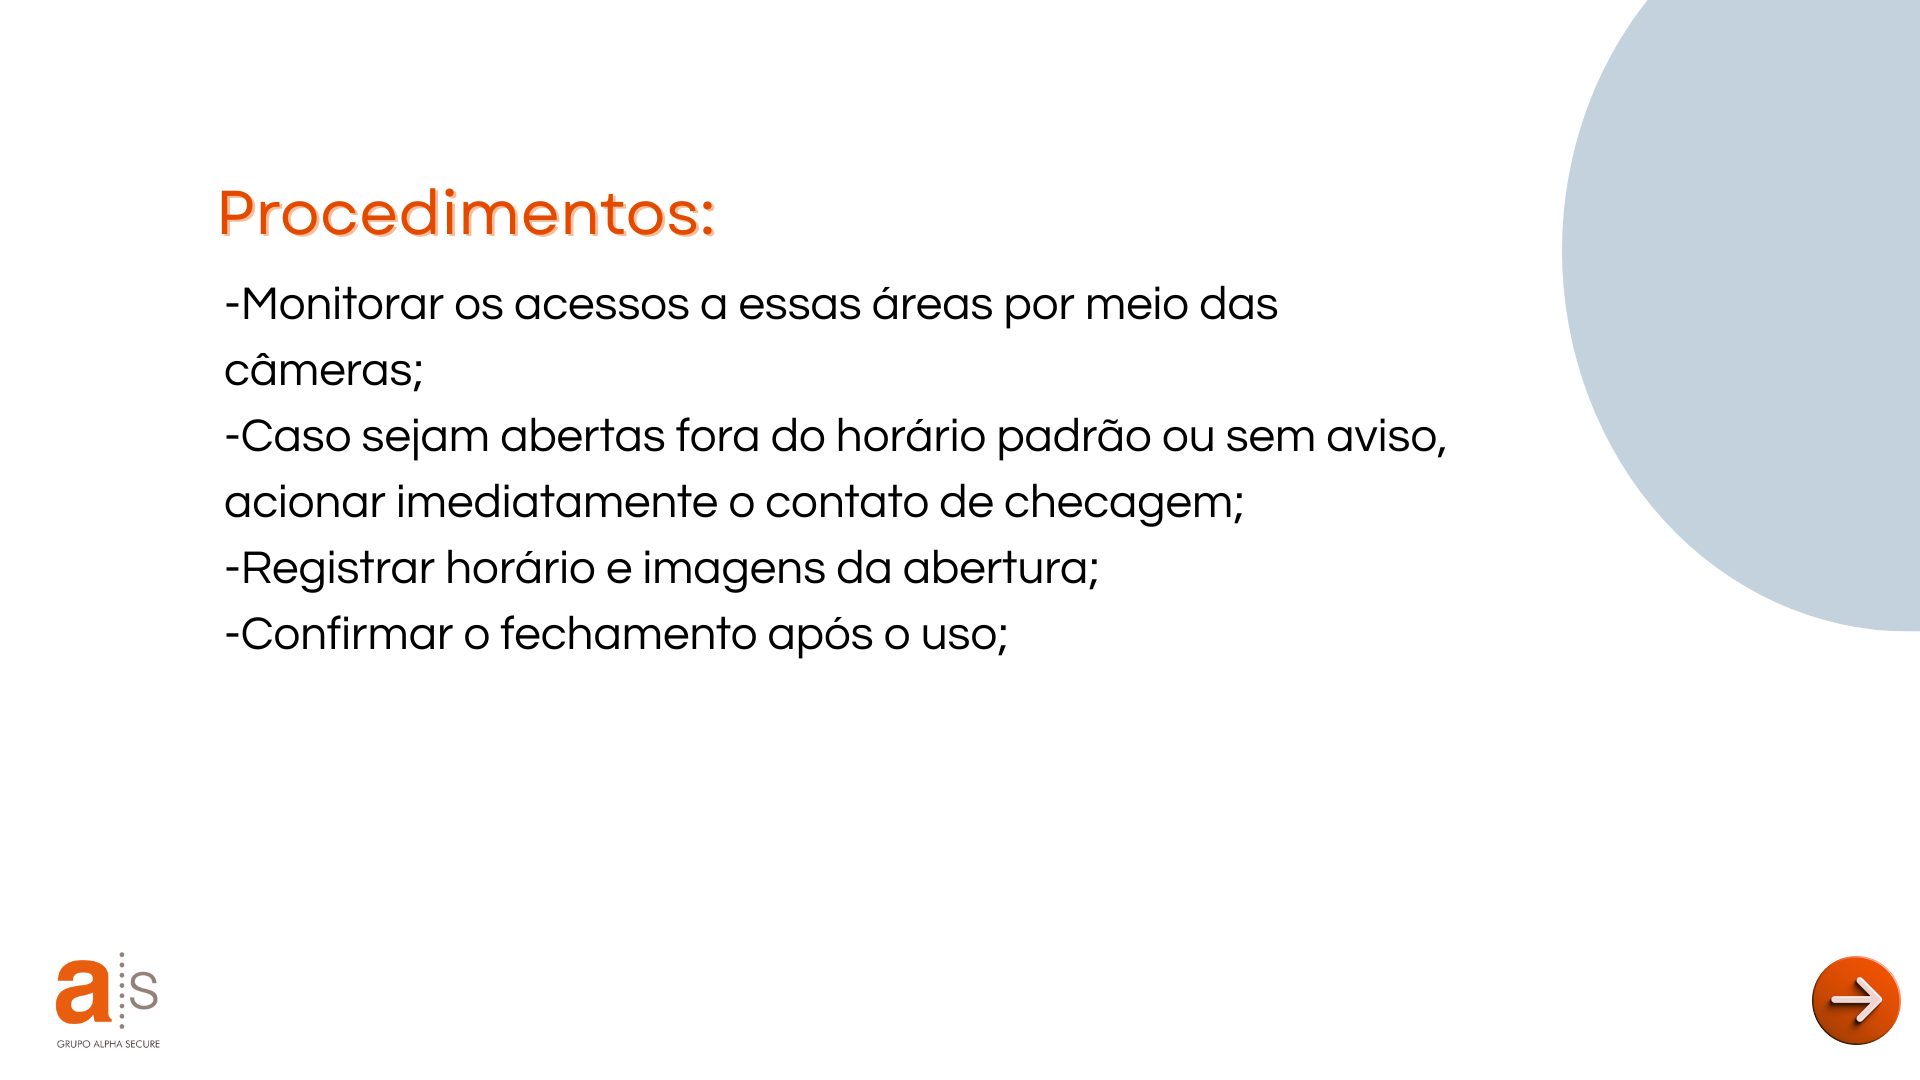 Procedimentos:
-Monitorar os acessos a essas áreas por meio das
câmeras;
-Caso sejam abertas fora do horário padrão ou sem aviso,
acionar imediatamente o contato de checagem;
-Registrar horário e imagens da abertura;
-Confirmar o fechamento após o uso;
a s
GRUPO ALPHA SECURE